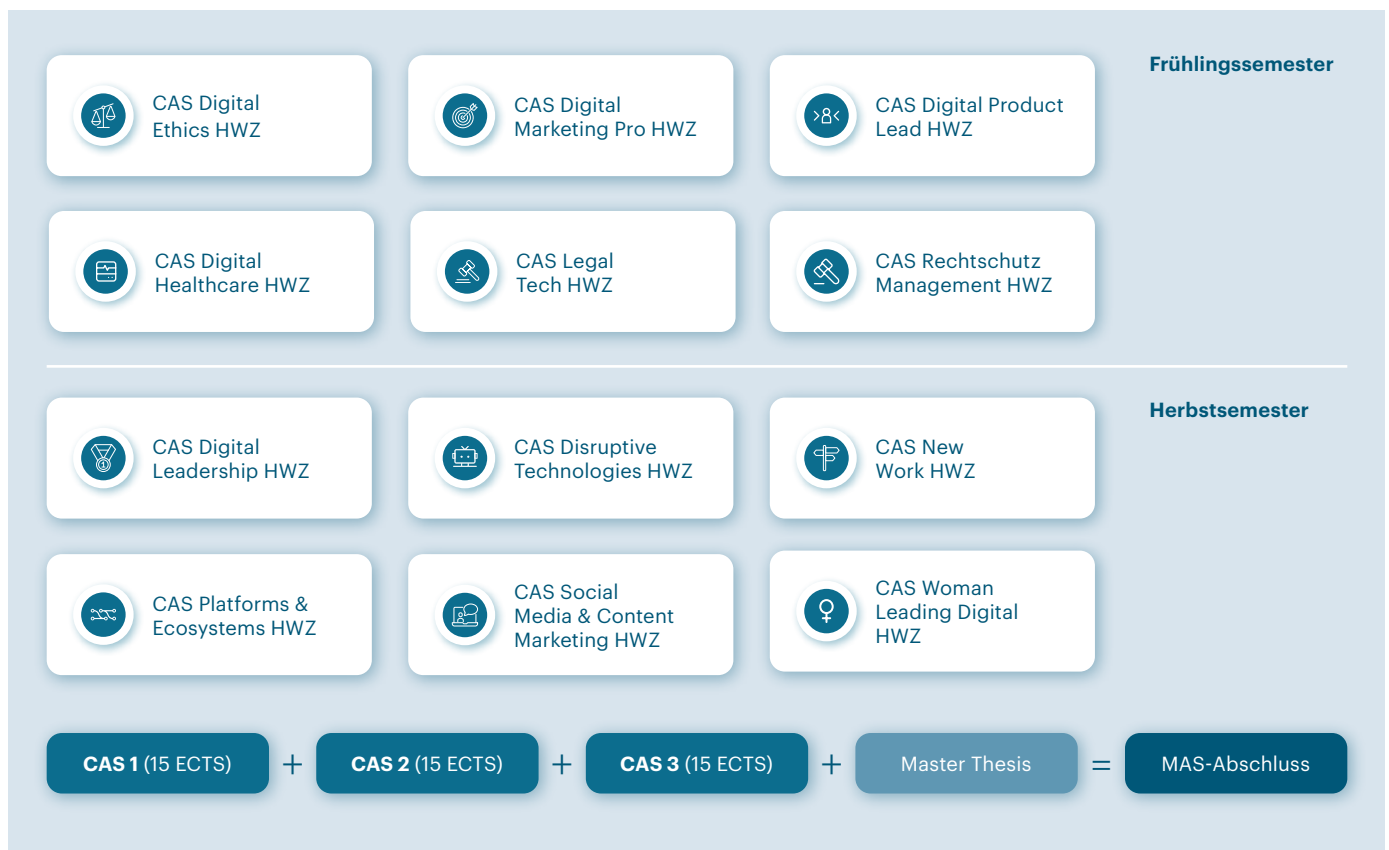 Frühlingssemester
CAS Digital
Ethics HWZ
CAS Digital
Marketing Pro HWZ
CAS Digital Product
Lead HWZ
CAS Digital
Healthcare HWZ
CAS Legal
Tech HWZ
CAS Rechtschutz
Management HWZ
Herbstsemester
CAS Digital
Leadership HWZ
CAS Disruptive
Technologies HWZ
CAS New
Work HWZ
CAS Platforms &
Ecosystems HWZ
CAS Social
Media & Content
Marketing HWZ
CAS Woman
Leading Digital
HWZ
CAS 1 (15 ECTS) + CAS 2 (15 ECTS) + CAS 3 (15 ECTS) + Master Thesis = MAS-Abschluss